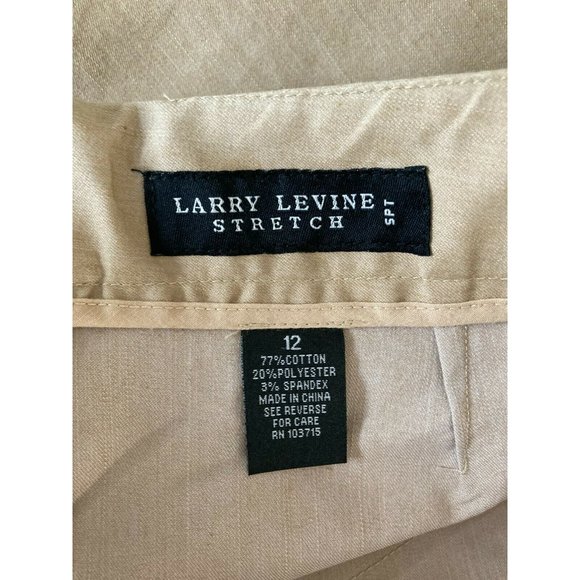 LARRY LEVINE
STRETCH
SPT
12
77%COTTON
20%POLYESTER
3% SPANDEX
MADE IN CHINA
SEE REVERSE
FOR CARE
RN 103715